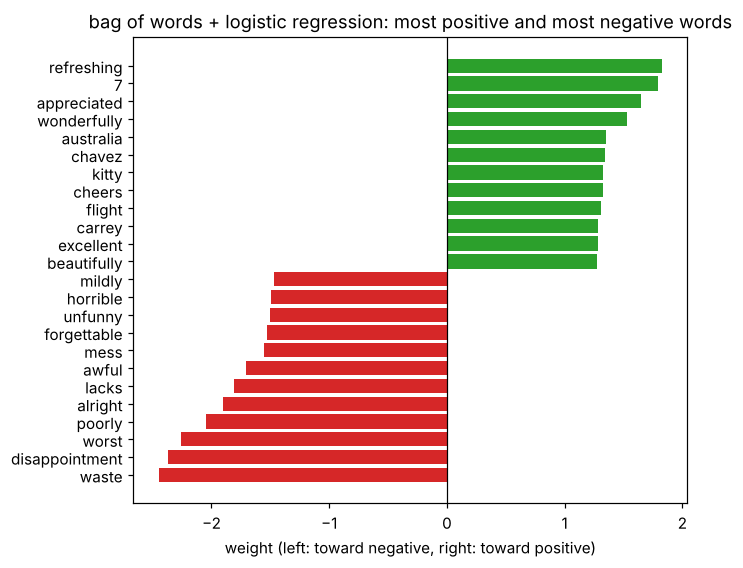 bag of words + logistic regression: most positive and most negative words
refreshing
7
appreciated
wonderfully
australia
chavez
kitty
cheers
flight
carrey
excellent
beautifully
mildly
horrible
unfunny
forgettable
mess
awful
lacks
alright
poorly
worst
disappointment
waste
−2 −1 0 1 2
weight (left: toward negative, right: toward positive)